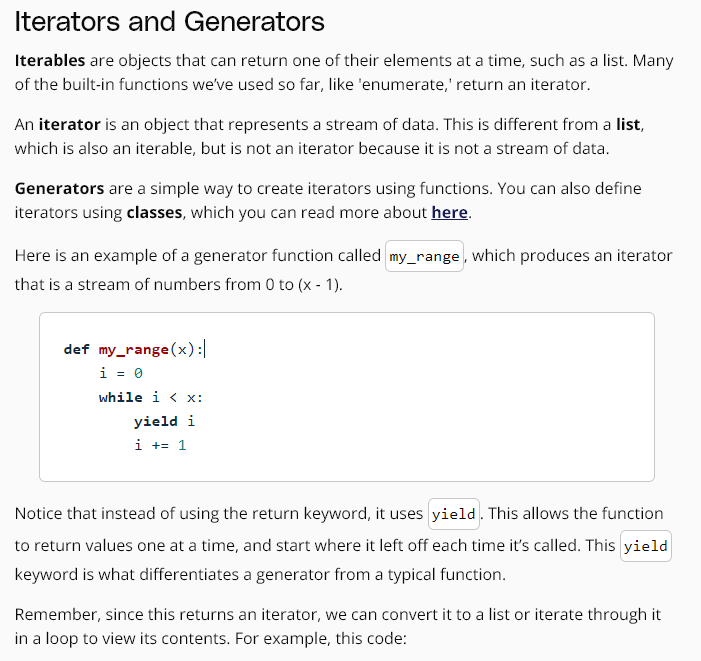 Iterators and Generators
Iterables are objects that can return one of their elements at a time, such as a list. Many
of the built-in functions we’ve used so far, like 'enumerate,' return an iterator.
An iterator is an object that represents a stream of data. This is different from a list,
which is also an iterable, but is not an iterator because it is not a stream of data.
Generators are a simple way to create iterators using functions. You can also define
iterators using classes, which you can read more about here.
Here is an example of a generator function called my_range, which produces an iterator
that is a stream of numbers from 0 to (x - 1).
def my_range(x):
    i = 0
    while i < x:
        yield i
        i += 1
Notice that instead of using the return keyword, it uses yield. This allows the function
to return values one at a time, and start where it left off each time it’s called. This yield
keyword is what differentiates a generator from a typical function.
Remember, since this returns an iterator, we can convert it to a list or iterate through it
in a loop to view its contents. For example, this code: